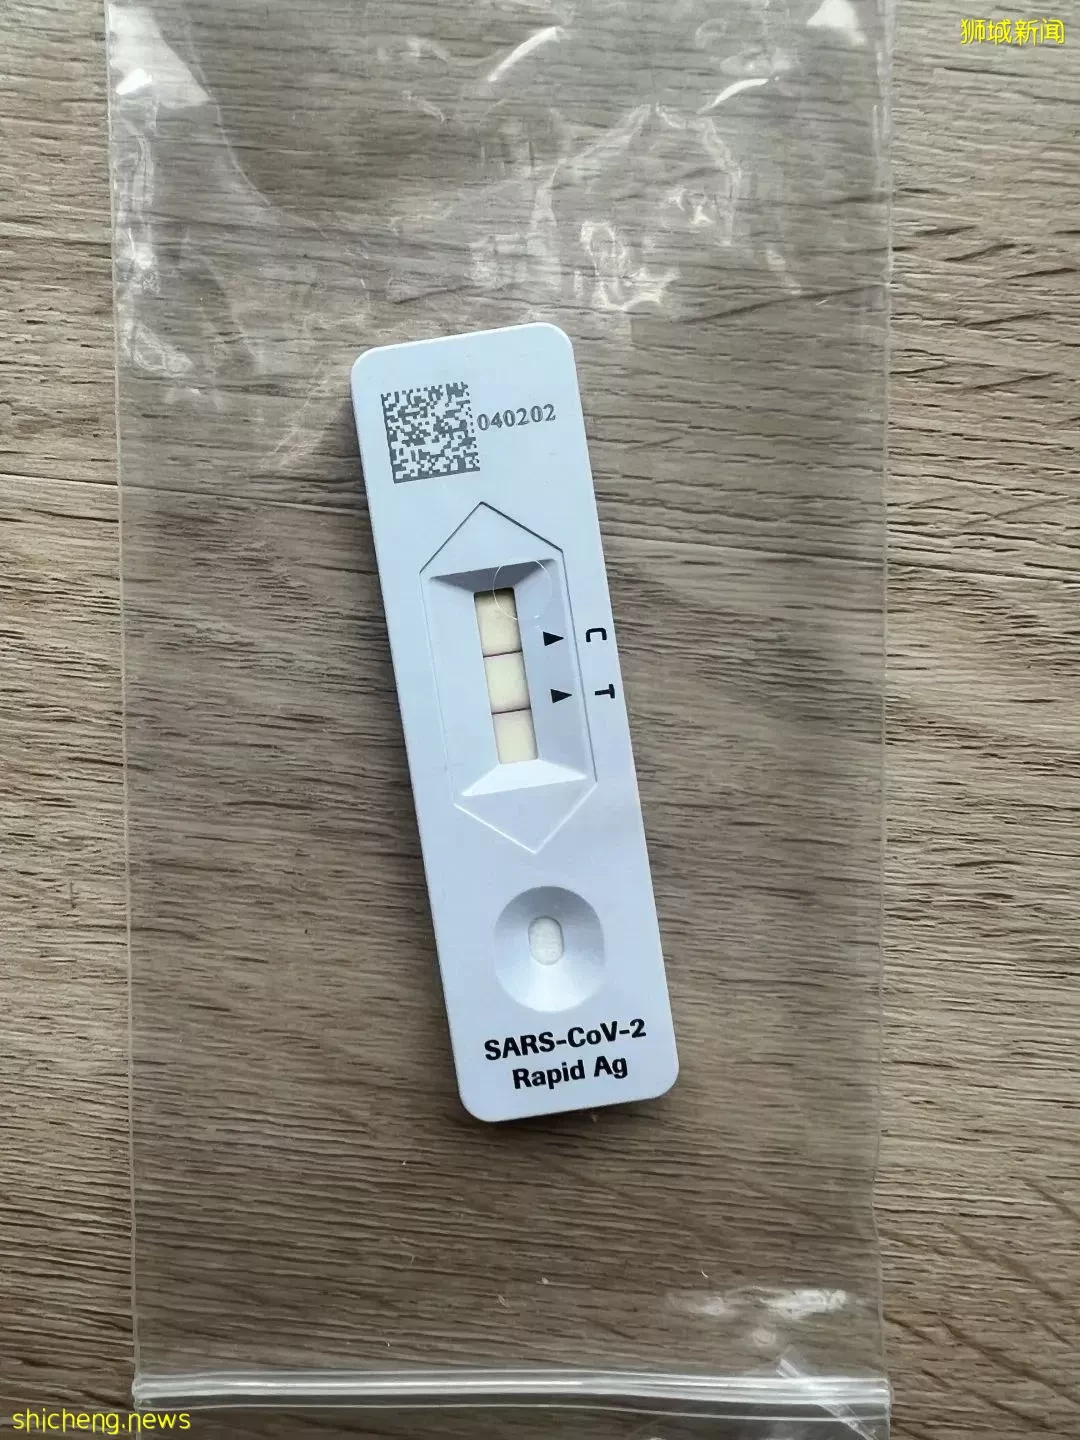 狮城新闻
040202
C
T
SARS-CoV-2
Rapid Ag
shicheng.news